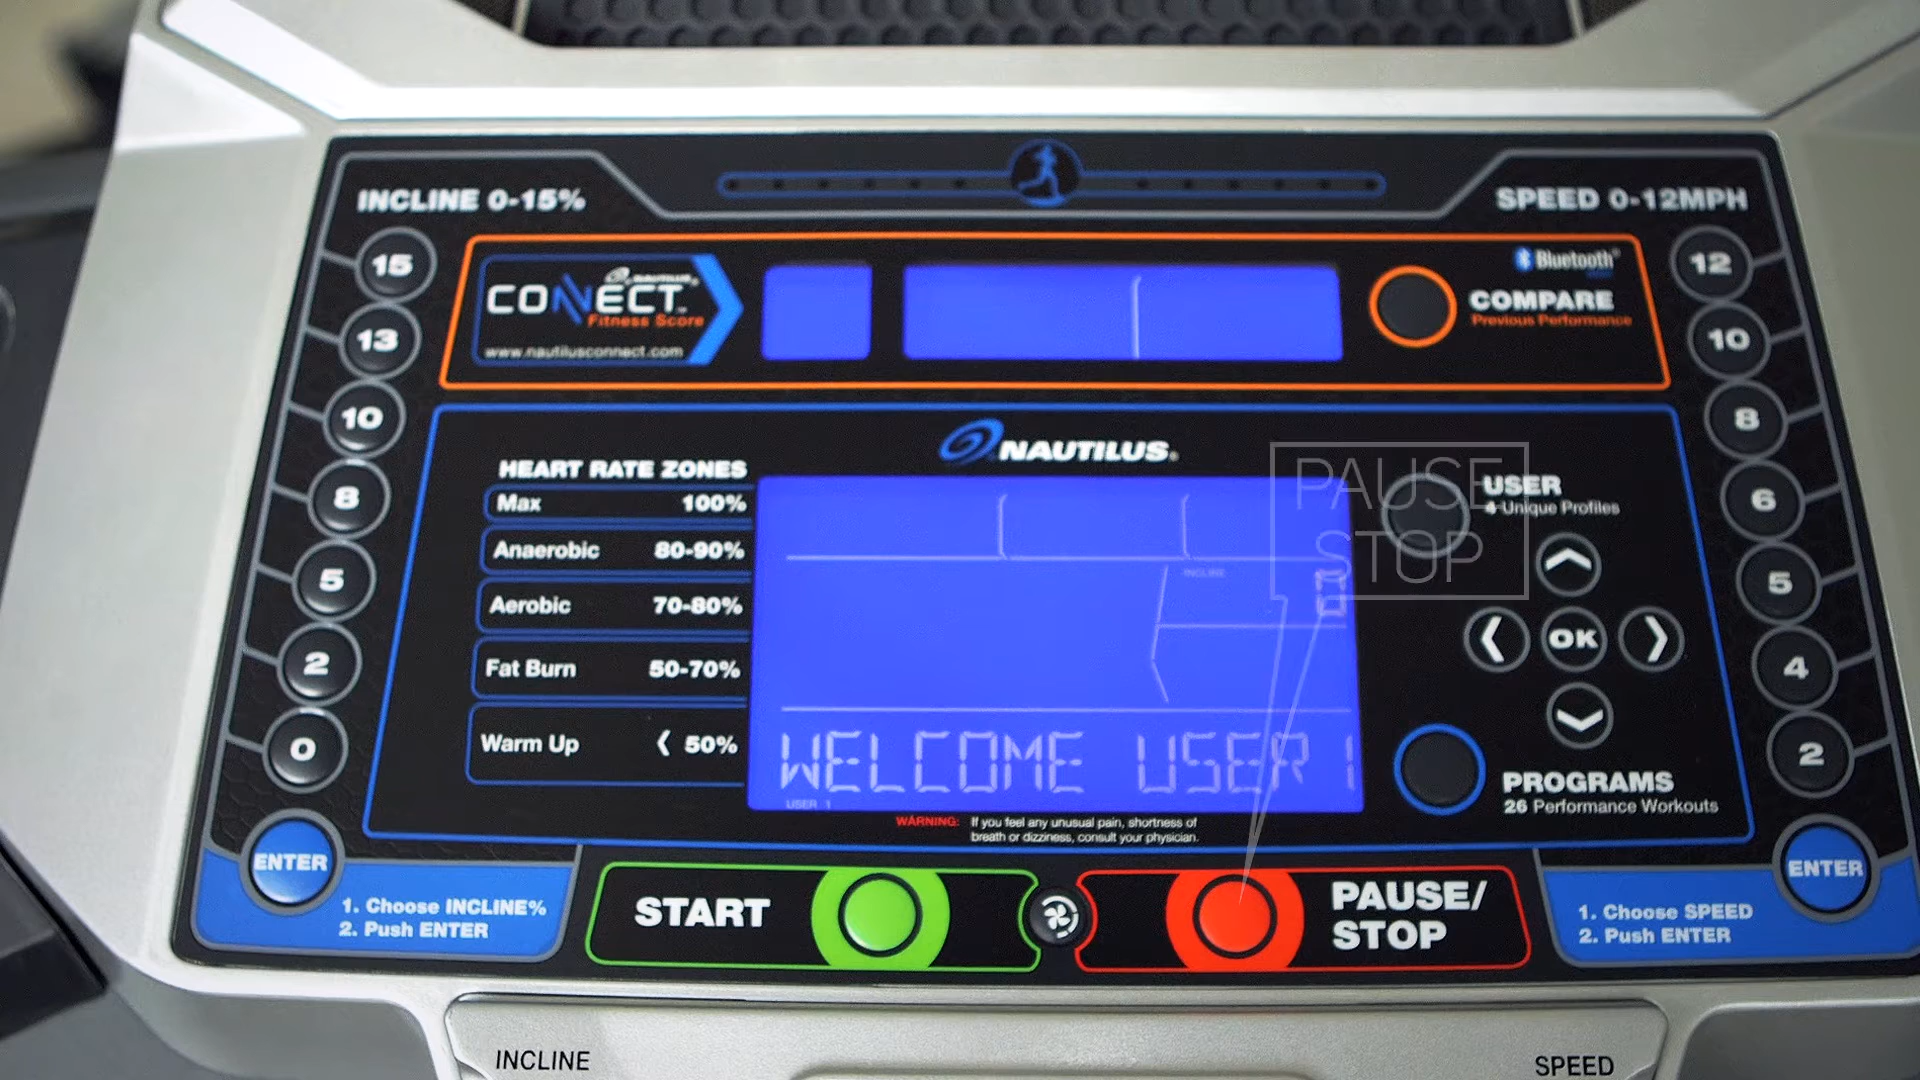 INCLINE 0-15%
SPEED 0-12MPH
15
13
10
8
5
2
0
NAUTILUS
CONNECT
Fitness Score
www.nautilusconnect.com
Bluetooth
COMPARE
Previous Performance
12
10
8
6
5
4
2
NAUTILUS
HEART RATE ZONES
Max 100%
Anaerobic 80-90%
Aerobic 70-80%
Fat Burn 50-70%
Warm Up < 50%
INCLINE
0
WELCOME USER 1
USER 1
PAUSE
STOP
USER
4 Unique Profiles
OK
PROGRAMS
26 Performance Workouts
WARNING: If you feel any unusual pain, shortness of
breath or dizziness, consult your physician.
ENTER
1. Choose INCLINE%
2. Push ENTER
START
PAUSE/
STOP
ENTER
1. Choose SPEED
2. Push ENTER
INCLINE
SPEED